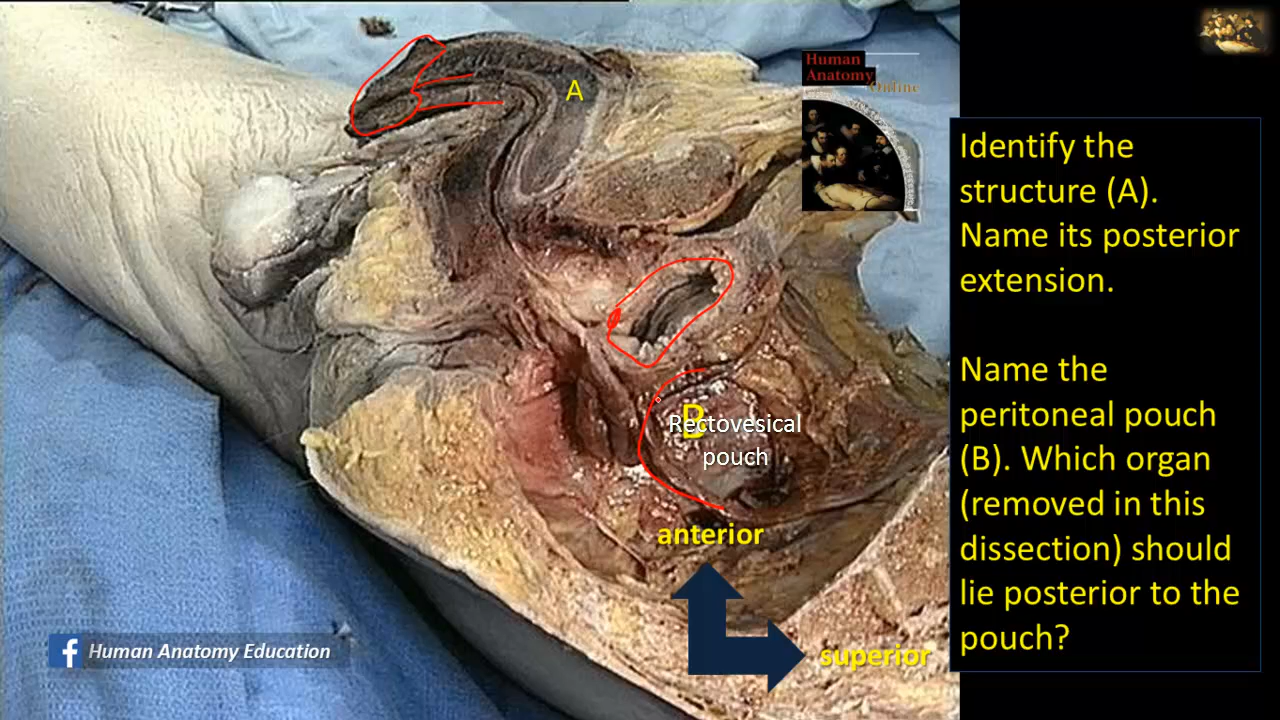 Human
Anatomy
Online
A
Identify the
structure (A).
Name its posterior
extension.
Name the
peritoneal pouch
(B). Which organ
(removed in this
dissection) should
lie posterior to the
pouch?
B
Rectovesical
pouch
anterior
superior
Human Anatomy Education